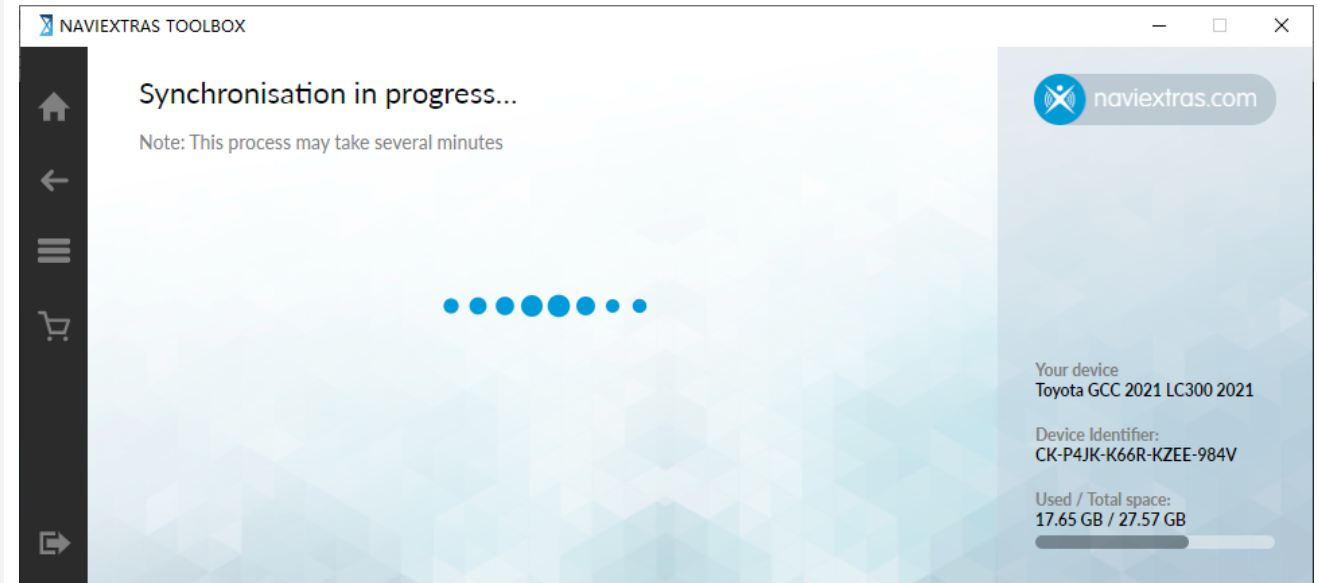 NAVIEXTRAS TOOLBOX
Synchronisation in progress...
Note: This process may take several minutes
naviextras.com
Your device
Toyota GCC 2021 LC300 2021
Device Identifier:
CK-P4JK-K66R-KZEE-984V
Used / Total space:
17.65 GB / 27.57 GB